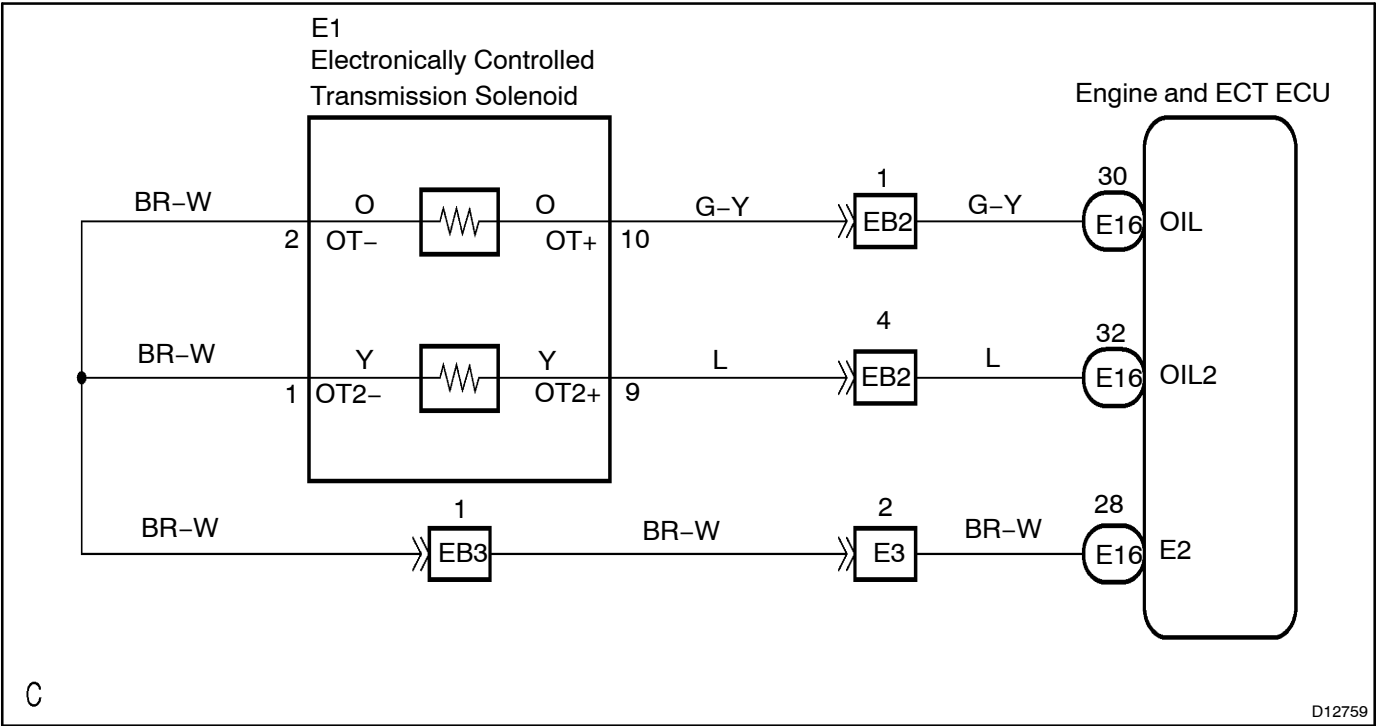 E1
Electronically Controlled
Transmission Solenoid
Engine and ECT ECU
BR−W
O
O
G−Y
1
G−Y
30
2
OT−
OT+
10
EB2
E16
OIL
BR−W
Y
Y
L
4
L
32
1
OT2−
OT2+
9
EB2
E16
OIL2
BR−W
1
BR−W
2
BR−W
28
EB3
E3
E16
E2
C
D12759